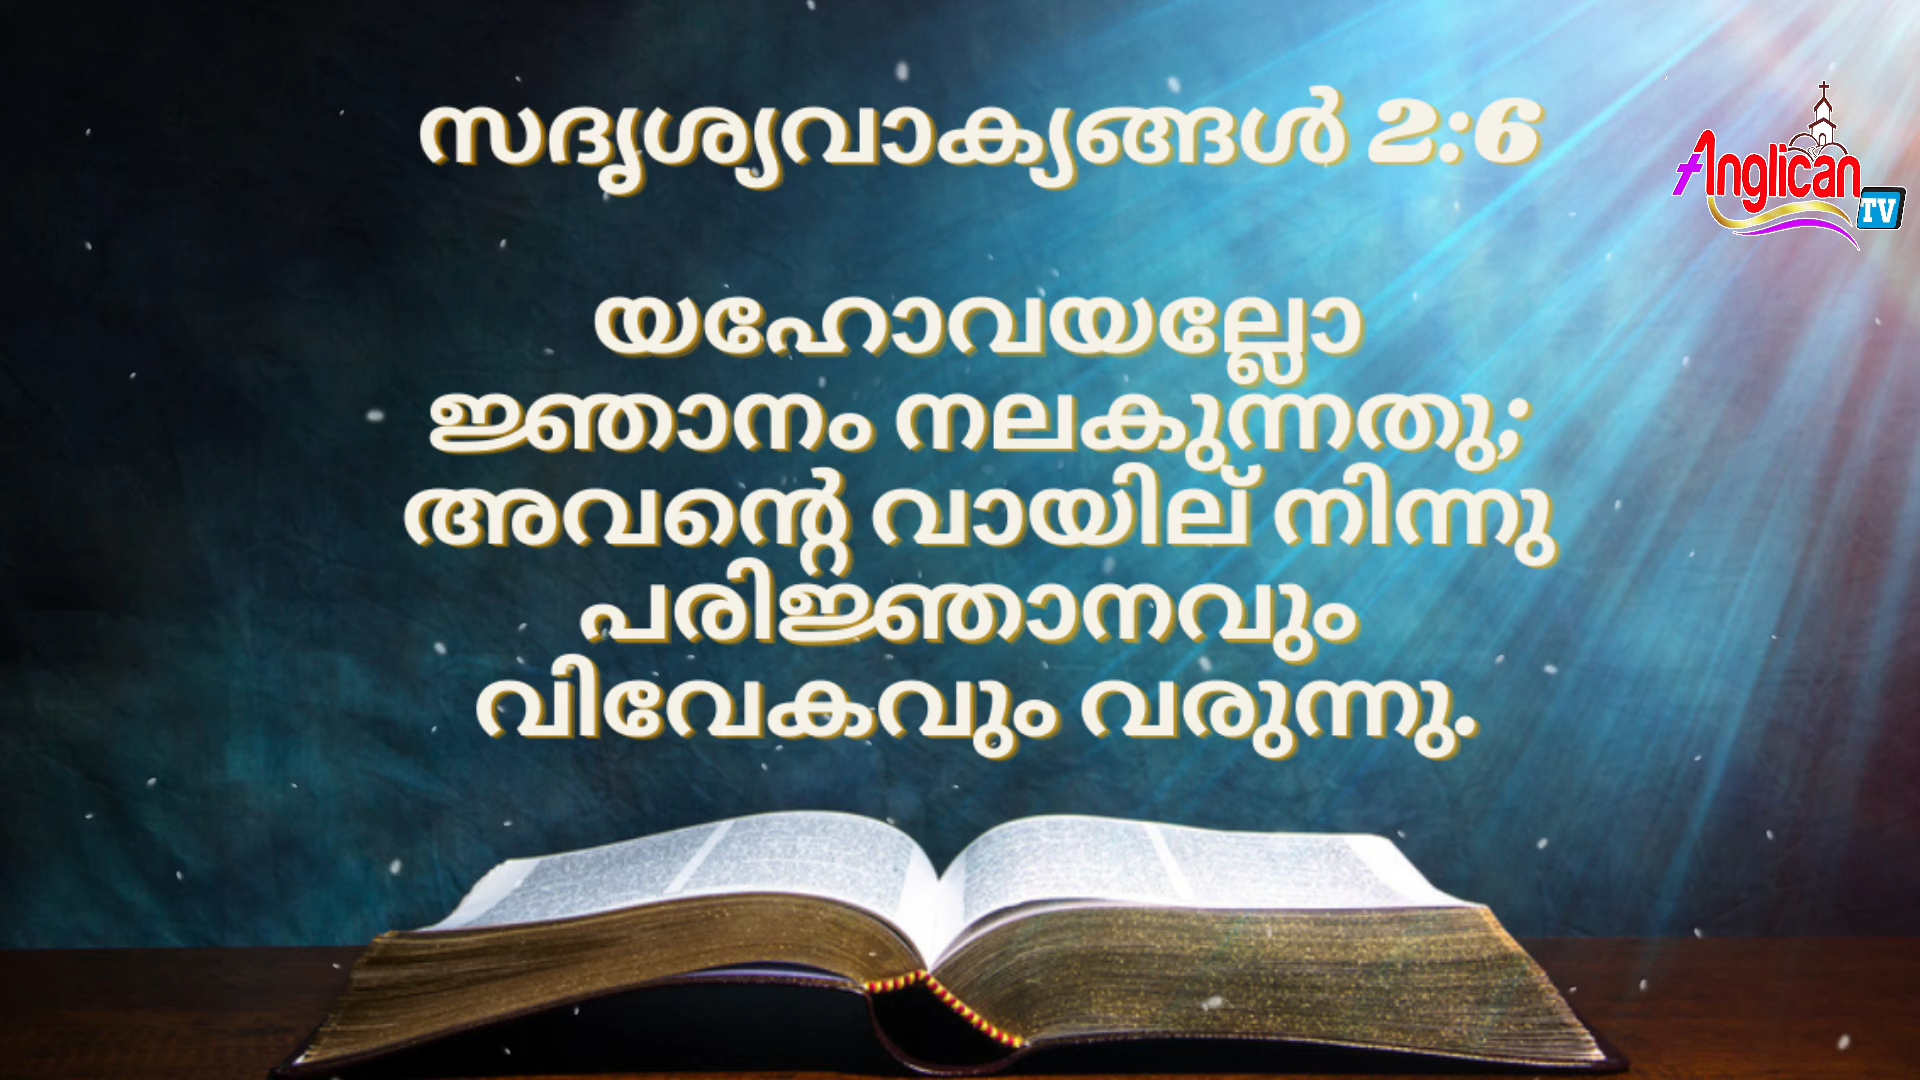 സദൃശ്യവാക്യങ്ങൾ 2:6
Anglican
TV
യഹോവയല്ലോ
ജ്ഞാനം നലകുന്നതു;
അവന്റെ വായില് നിന്നു
പരിജ്ഞാനവും
വിവേകവും വരുന്നു.